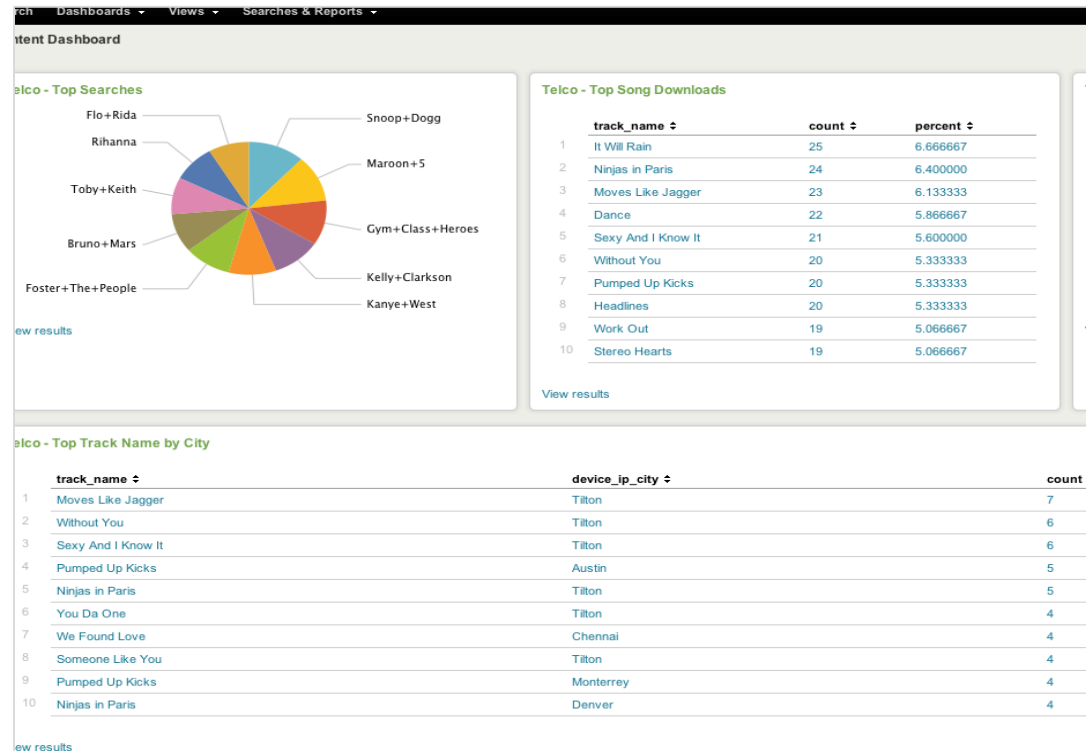 rch Dashboards Views Searches & Reports
ntent Dashboard
elco - Top Searches
Flo+Rida
Rihanna
Toby+Keith
Bruno+Mars
Foster+The+People
Snoop+Dogg
Maroon+5
Gym+Class+Heroes
Kelly+Clarkson
Kanye+West
ew results
Telco - Top Song Downloads
track_name count percent
1 It Will Rain 25 6.666667
2 Ninjas in Paris 24 6.400000
3 Moves Like Jagger 23 6.133333
4 Dance 22 5.866667
5 Sexy And I Know It 21 5.600000
6 Without You 20 5.333333
7 Pumped Up Kicks 20 5.333333
8 Headlines 20 5.333333
9 Work Out 19 5.066667
10 Stereo Hearts 19 5.066667
View results
elco - Top Track Name by City
track_name device_ip_city count
1 Moves Like Jagger Tilton 7
2 Without You Tilton 6
3 Sexy And I Know It Tilton 6
4 Pumped Up Kicks Austin 5
5 Ninjas in Paris Tilton 5
6 You Da One Tilton 4
7 We Found Love Chennai 4
8 Someone Like You Tilton 4
9 Pumped Up Kicks Monterrey 4
10 Ninjas in Paris Denver 4
ew results